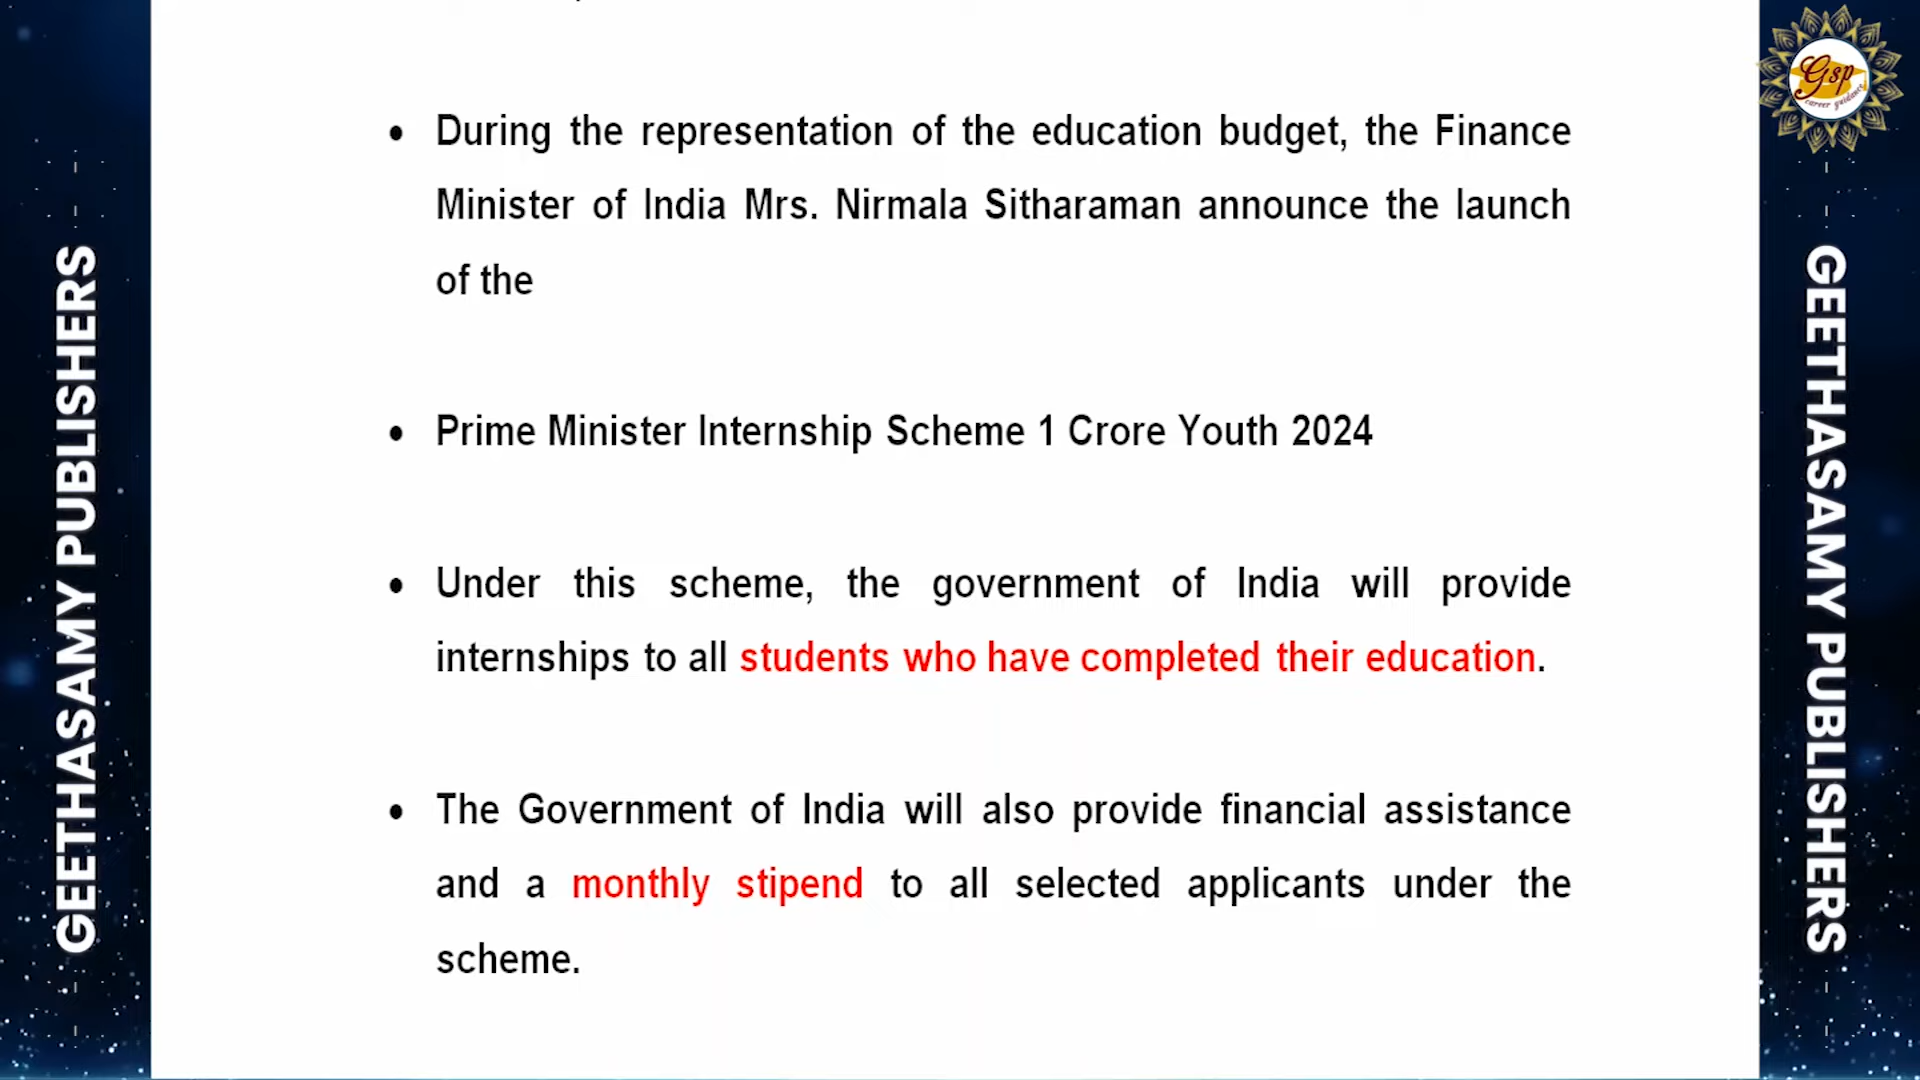 During the representation of the education budget, the Finance
Minister of India Mrs. Nirmala Sitharaman announce the launch
of the
Prime Minister Internship Scheme 1 Crore Youth 2024
Under this scheme, the government of India will provide
internships to all students who have completed their education.
The Government of India will also provide financial assistance
and a monthly stipend to all selected applicants under the
scheme.
GEETHASAMY PUBLISHERS
GEETHASAMY PUBLISHERS
Gsp
career guidance